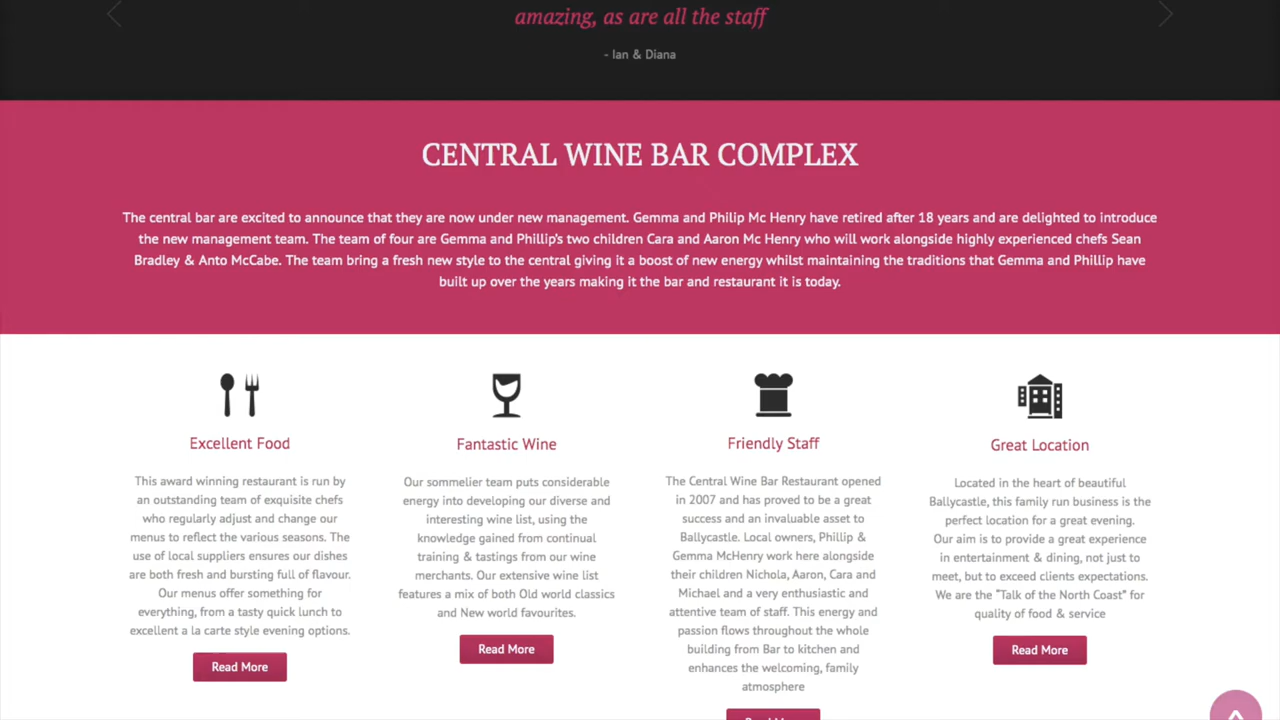 amazing, as are all the staff
- Ian & Diana
CENTRAL WINE BAR COMPLEX
The central bar are excited to announce that they are now under new management. Gemma and Philip Mc Henry have retired after 18 years and are delighted to introduce
the new management team. The team of four are Gemma and Phillip's two children Cara and Aaron Mc Henry who will work alongside highly experienced chefs Sean
Bradley & Anto McCabe. The team bring a fresh new style to the central giving it a boost of new energy whilst maintaining the traditions that Gemma and Phillip have
built up over the years making it the bar and restaurant it is today.
Excellent Food
This award winning restaurant is run by
an outstanding team of exquisite chefs
who regularly adjust and change our
menus to reflect the various seasons. The
use of local suppliers ensures our dishes
are both fresh and bursting full of flavour.
Our menus offer something for
everything, from a tasty quick lunch to
excellent a la carte style evening options.
Read More
Fantastic Wine
Our sommelier team puts considerable
energy into developing our diverse and
interesting wine list, using the
knowledge gained from continual
training & tastings from our wine
merchants. Our extensive wine list
features a mix of both Old world classics
and New world favourites.
Read More
Friendly Staff
The Central Wine Bar Restaurant opened
in 2007 and has proved to be a great
success and an invaluable asset to
Ballycastle. Local owners, Phillip &
Gemma McHenry work here alongside
their children Nichola, Aaron, Cara and
Michael and a very enthusiastic and
attentive team of staff. This energy and
passion flows throughout the whole
building from Bar to kitchen and
enhances the welcoming, family
atmosphere
Read More
Great Location
Located in the heart of beautiful
Ballycastle, this family run business is the
perfect location for a great evening.
Our aim is to provide a great experience
in entertainment & dining, not just to
meet, but to exceed clients expectations.
We are the "Talk of the North Coast" for
quality of food & service
Read More